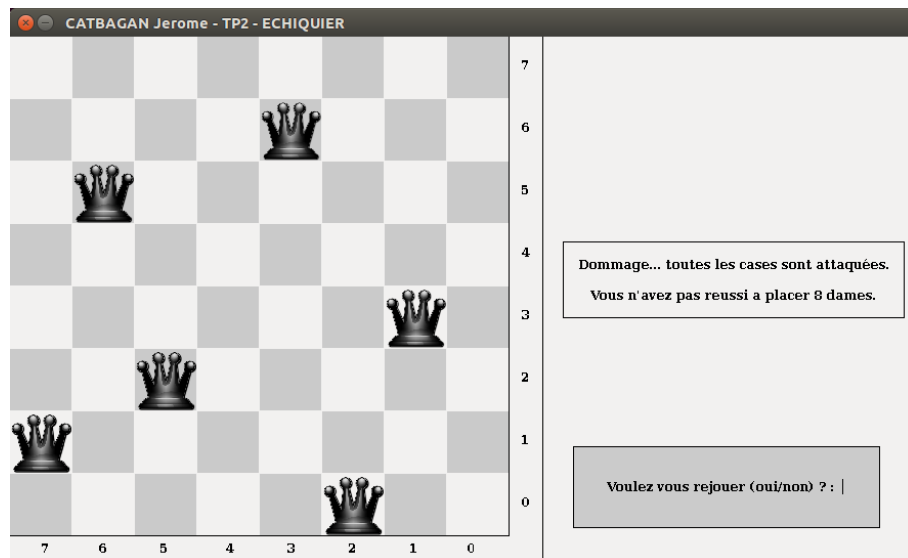 CATBAGAN Jerome - TP2 - ECHIQUIER
7
6
5
4
3
2
1
0
7 6 5 4 3 2 1 0
Dommage... toutes les cases sont attaquées.
Vous n'avez pas reussi a placer 8 dames.
Voulez vous rejouer (oui/non) ? : |